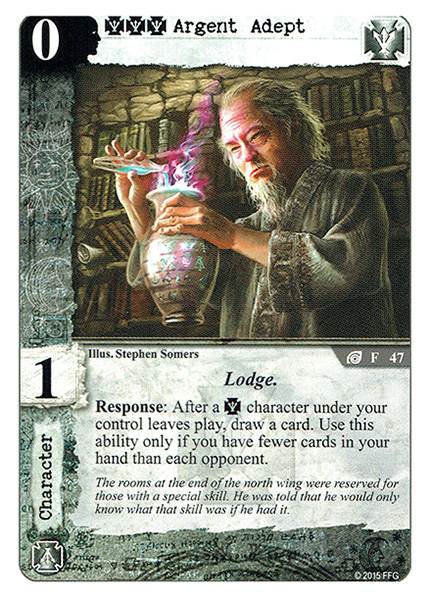 0
Argent Adept
Illus. Stephen Somers
F 47
1
Lodge.
Response: After a character under your
control leaves play, draw a card. Use this
ability only if you have fewer cards in your
hand than each opponent.
The rooms at the end of the north wing were reserved for
those with a special skill. He was told that he would only
know what that skill was if he had it.
Character
© 2015 FFG